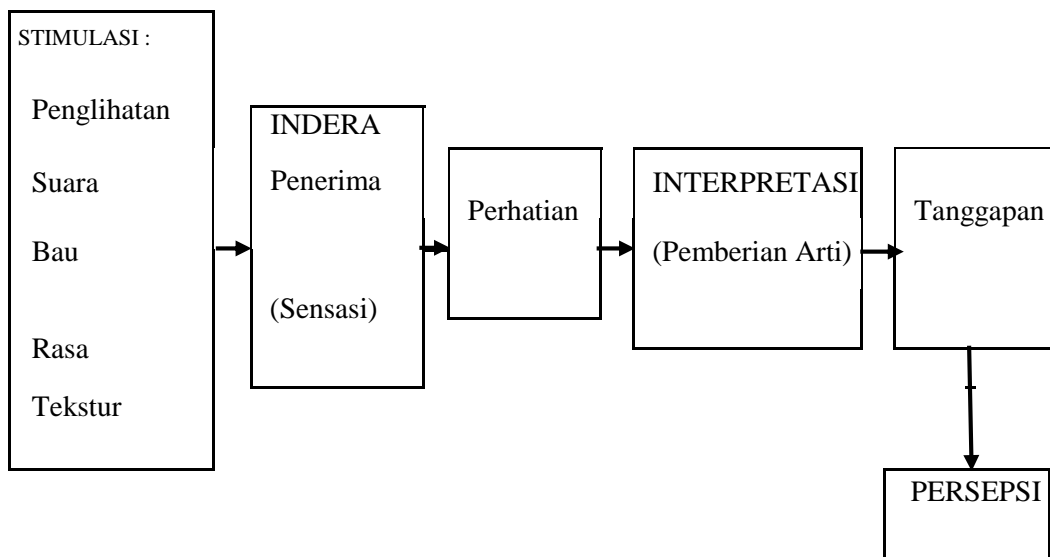 STIMULASI :
Penglihatan
Suara
Bau
Rasa
Tekstur
INDERA
Penerima
(Sensasi)
Perhatian
INTERPRETASI
(Pemberian Arti)
Tanggapan
PERSEPSI